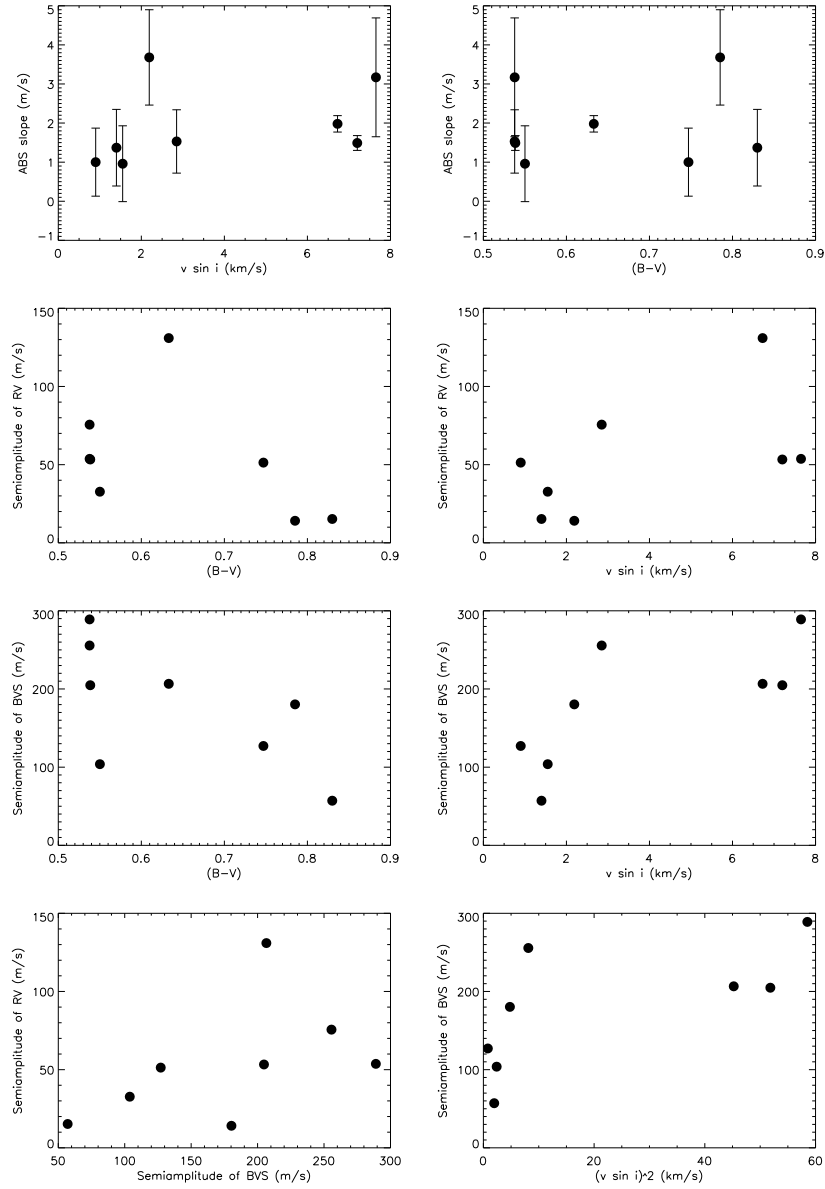 5
4
3
2
1
0
−1
ABS slope (m/s)
0 2 4 6 8
v sin i (km/s)
5
4
3
2
1
0
−1
ABS slope (m/s)
0.5 0.6 0.7 0.8 0.9
(B−V)
150
100
50
0
Semiamplitude of RV (m/s)
0.5 0.6 0.7 0.8 0.9
(B−V)
150
100
50
0
Semiamplitude of RV (m/s)
0 2 4 6 8
v sin i (km/s)
300
200
100
0
Semiamplitude of BVS (m/s)
0.5 0.6 0.7 0.8 0.9
(B−V)
300
200
100
0
Semiamplitude of BVS (m/s)
0 2 4 6 8
v sin i (km/s)
150
100
50
0
Semiamplitude of RV (m/s)
50 100 150 200 250 300
Semiamplitude of BVS (m/s)
300
200
100
0
Semiamplitude of BVS (m/s)
0 20 40 60
(v sin i)^2 (km/s)